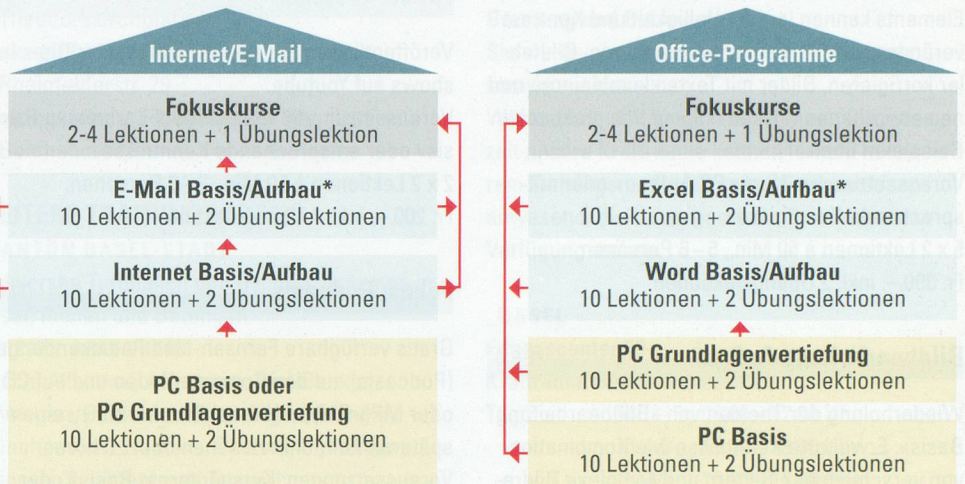 Internet/E-Mail
Fokuskurse
2-4 Lektionen + 1 Übungslektion
E-Mail Basis/Aufbau*
10 Lektionen + 2 Übungslektionen
Internet Basis/Aufbau
10 Lektionen + 2 Übungslektionen
PC Basis oder
PC Grundlagenvertiefung
10 Lektionen + 2 Übungslektionen
Office-Programme
Fokuskurse
2-4 Lektionen + 1 Übungslektion
Excel Basis/Aufbau*
10 Lektionen + 2 Übungslektionen
Word Basis/Aufbau
10 Lektionen + 2 Übungslektionen
PC Grundlagenvertiefung
10 Lektionen + 2 Übungslektionen
PC Basis
10 Lektionen + 2 Übungslektionen